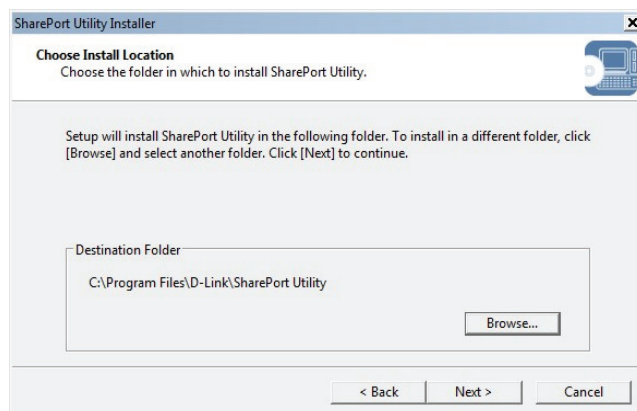 SharePort Utility Installer
Choose Install Location
Choose the folder in which to install SharePort Utility.
Setup will install SharePort Utility in the following folder. To install in a different folder, click
[Browse] and select another folder. Click [Next] to continue.
Destination Folder
C:\Program Files\D-Link\SharePort Utility
Browse...
< Back
Next >
Cancel